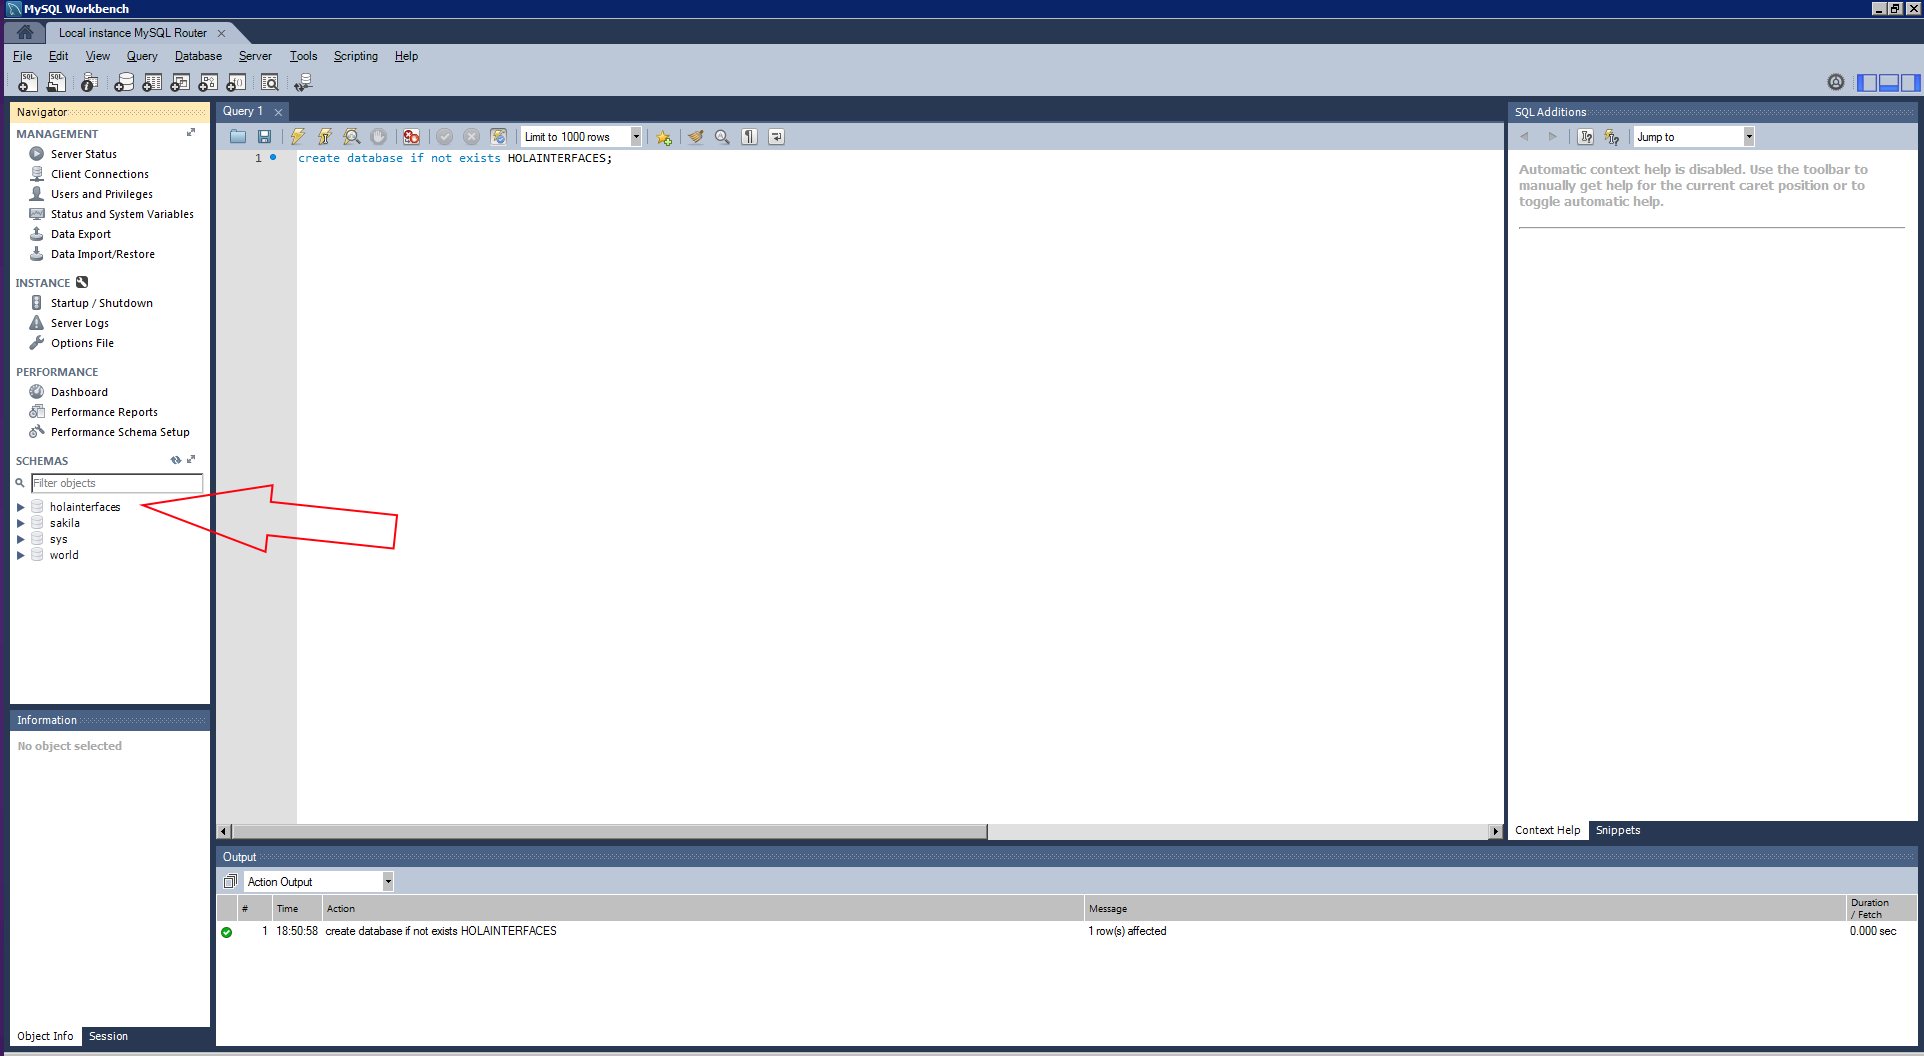 MySQL Workbench
Local instance MySQL Router
File Edit View Query Database Server Tools Scripting Help
Navigator
MANAGEMENT
Server Status
Client Connections
Users and Privileges
Status and System Variables
Data Export
Data Import/Restore
INSTANCE
Startup / Shutdown
Server Logs
Options File
PERFORMANCE
Dashboard
Performance Reports
Performance Schema Setup
SCHEMAS
Filter objects
holainterfaces
sakila
sys
world
Information
No object selected
Object Info Session
Query 1
Limit to 1000 rows
1 create database if not exists HOLAINTERFACES;
SQL Additions
Jump to
Automatic context help is disabled. Use the toolbar to
manually get help for the current caret position or to
toggle automatic help.
Context Help Snippets
Output
Action Output
# Time Action Message Duration / Fetch
1 18:50:58 create database if not exists HOLAINTERFACES 1 row(s) affected 0.000 sec